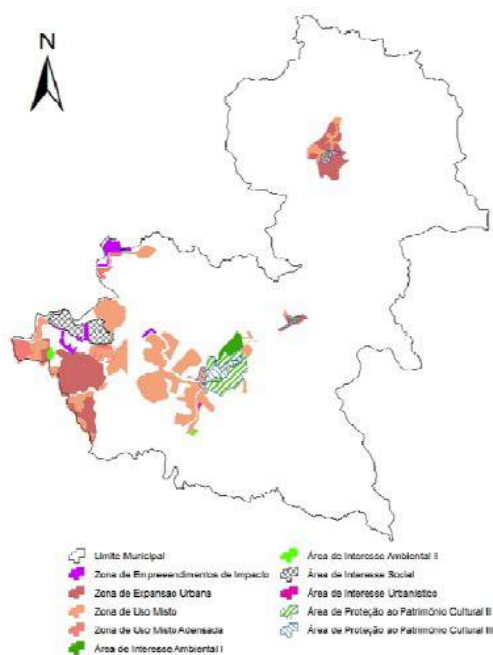 N
Limite Municipal
Zona de Empreendimentos de Impacto
Zona de Expansão Urbana
Zona de Uso Misto
Zona de Uso Misto Adensada
Área de Interesse Ambiental I
Área de Interesse Ambiental II
Área de Interesse Social
Área de Interesse Urbanístico
Área de Proteção ao Patrimônio Cultural II
Área de Proteção ao Patrimônio Cultural III